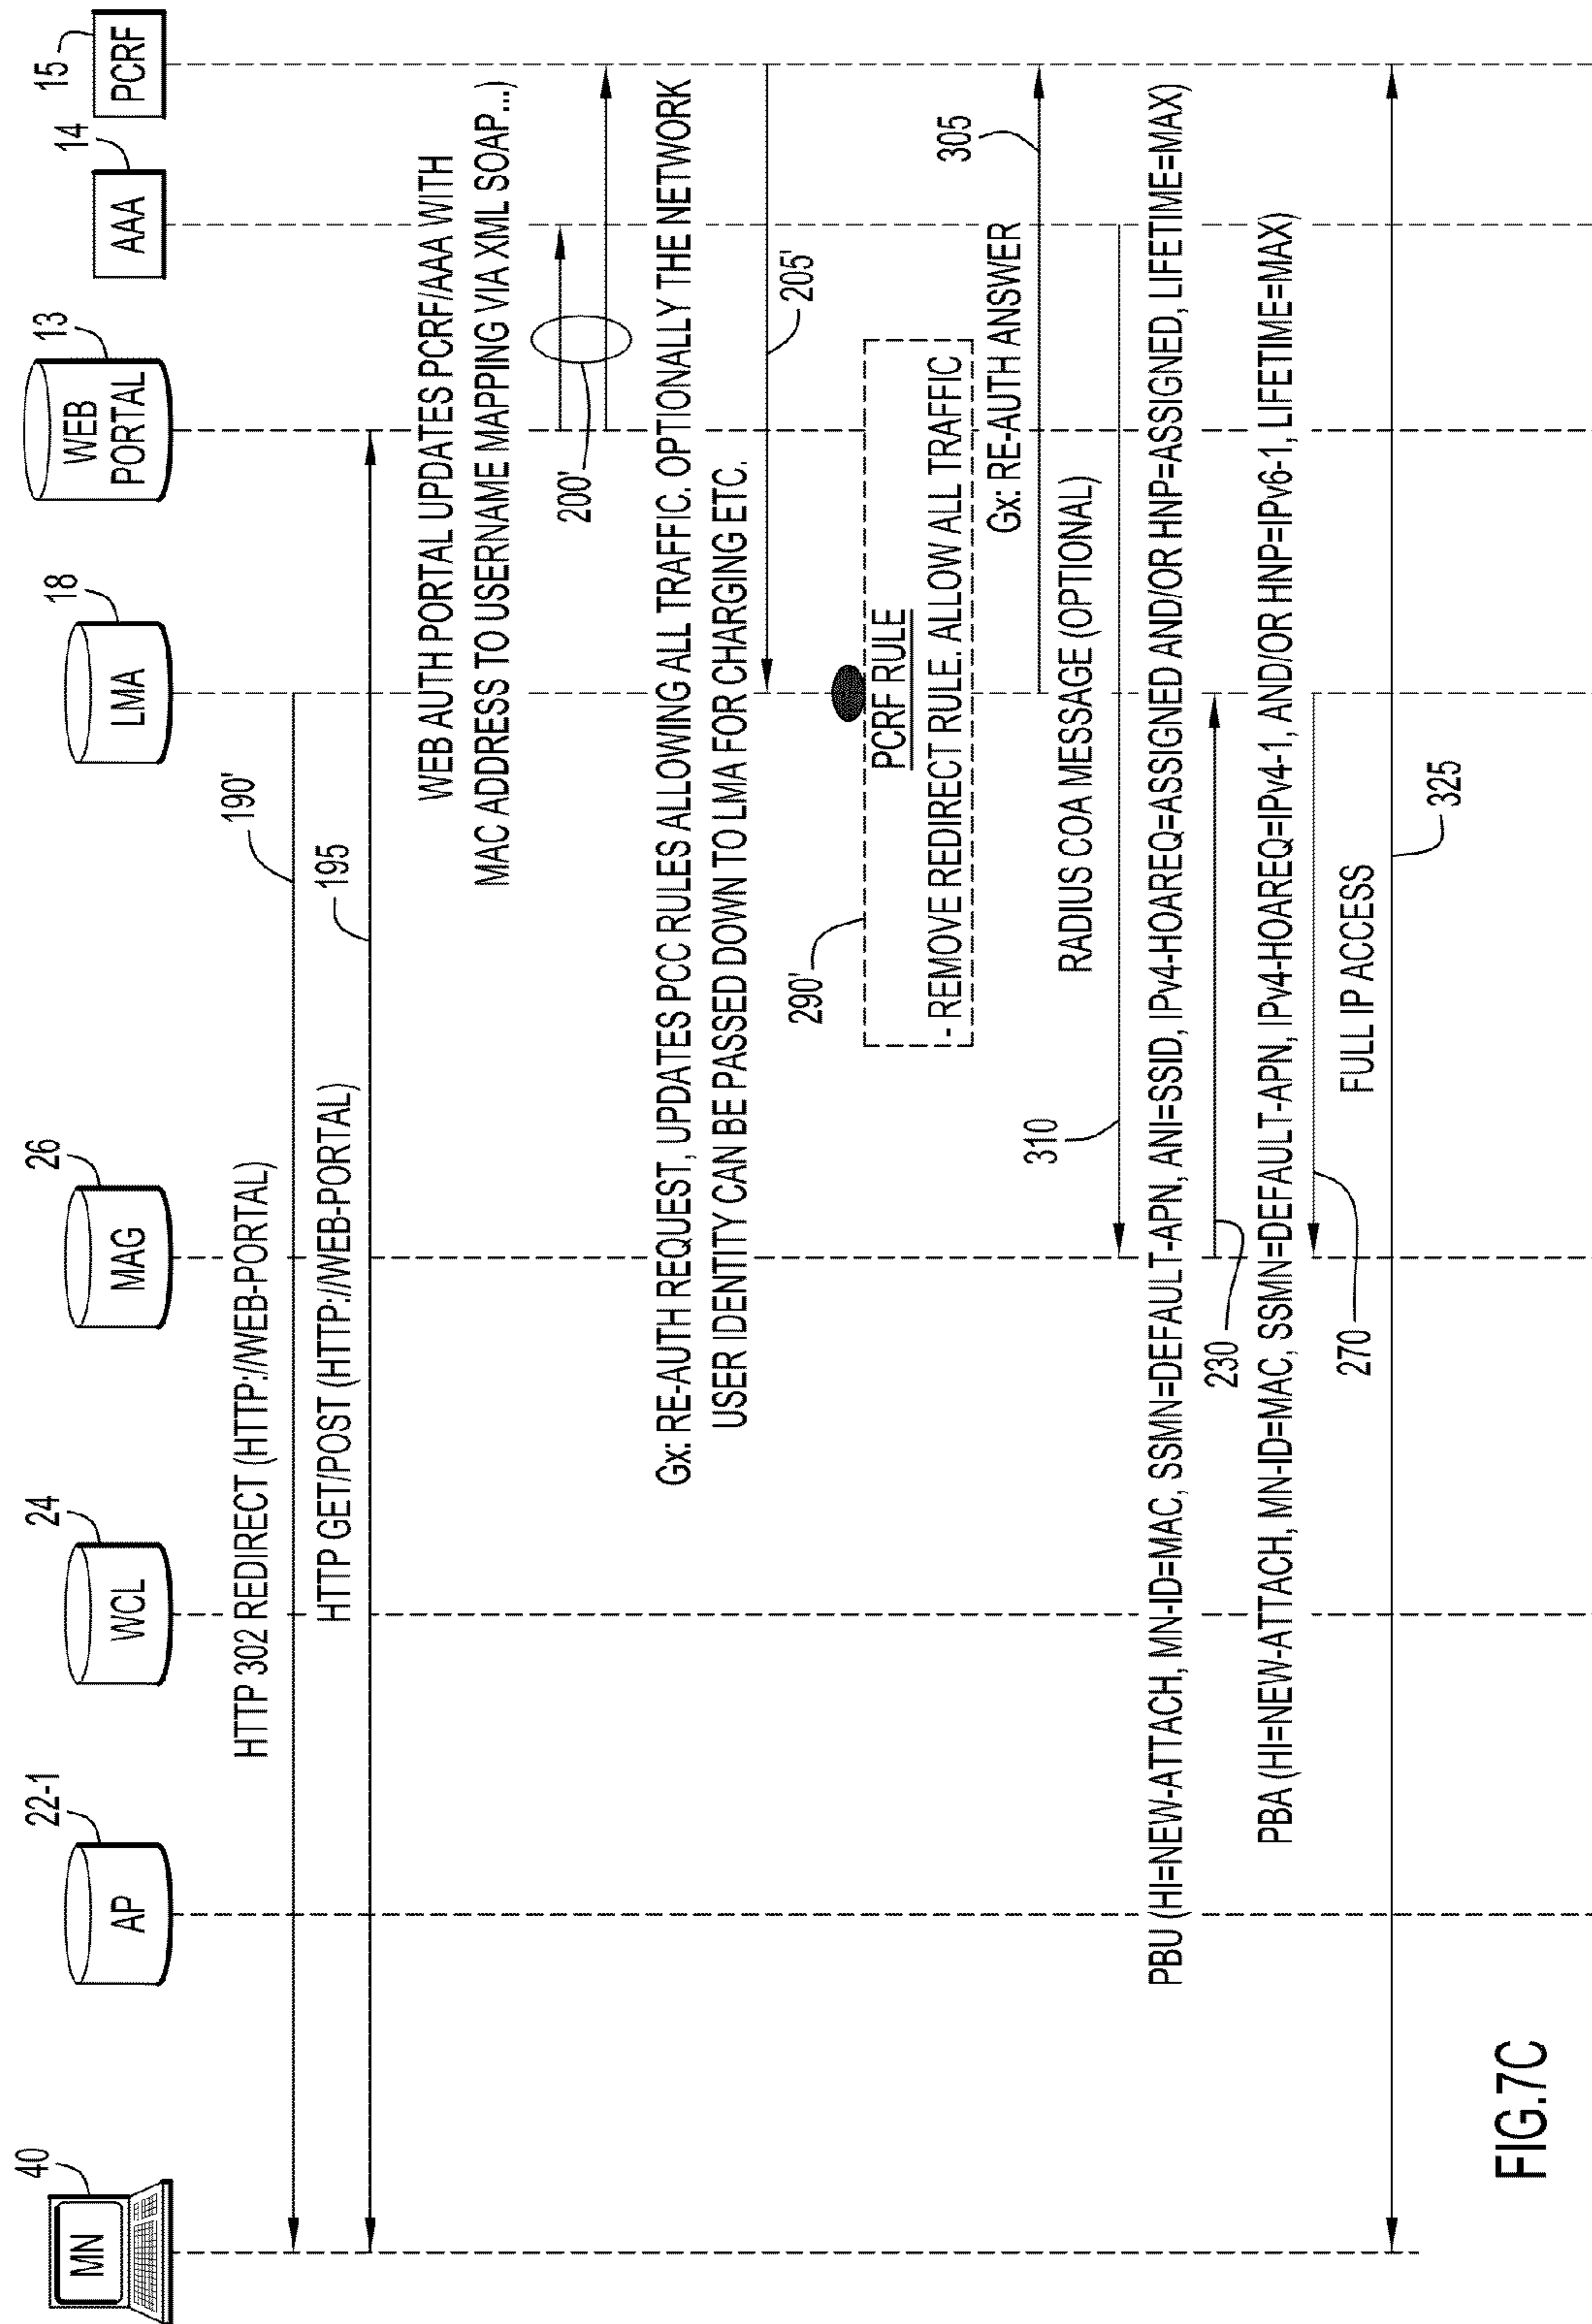 40
MN
22-1
AP
24
WCL
26
MAG
18
LMA
13
WEB
PORTAL
14
AAA
15
PCRF
HTTP 302 REDIRECT (HTTP://WEB-PORTAL)
190'
HTTP GET/POST (HTTP://WEB-PORTAL)
195
WEB AUTH PORTAL UPDATES PCRF/AAA WITH
MAC ADDRESS TO USERNAME MAPPING VIA XML SOAP...)
200'
Gx: RE-AUTH REQUEST, UPDATES PCC RULES ALLOWING ALL TRAFFIC. OPTIONALLY THE NETWORK
USER IDENTITY CAN BE PASSED DOWN TO LMA FOR CHARGING ETC.
205'
290'
PCRF RULE
- REMOVE REDIRECT RULE. ALLOW ALL TRAFFIC
Gx: RE-AUTH ANSWER
305
RADIUS COA MESSAGE (OPTIONAL)
310
PBU (HI=NEW-ATTACH, MN-ID=MAC, SSMN=DEFAULT-APN, ANI=SSID, IPv4-HOAREQ=ASSIGNED AND/OR HNP=ASSIGNED, LIFETIME=MAX)
230
PBA (HI=NEW-ATTACH, MN-ID=MAC, SSMN=DEFAULT-APN, IPv4-HOAREQ=IPv4-1, AND/OR HNP=IPv6-1, LIFETIME=MAX)
270
FULL IP ACCESS
325
FIG.7C